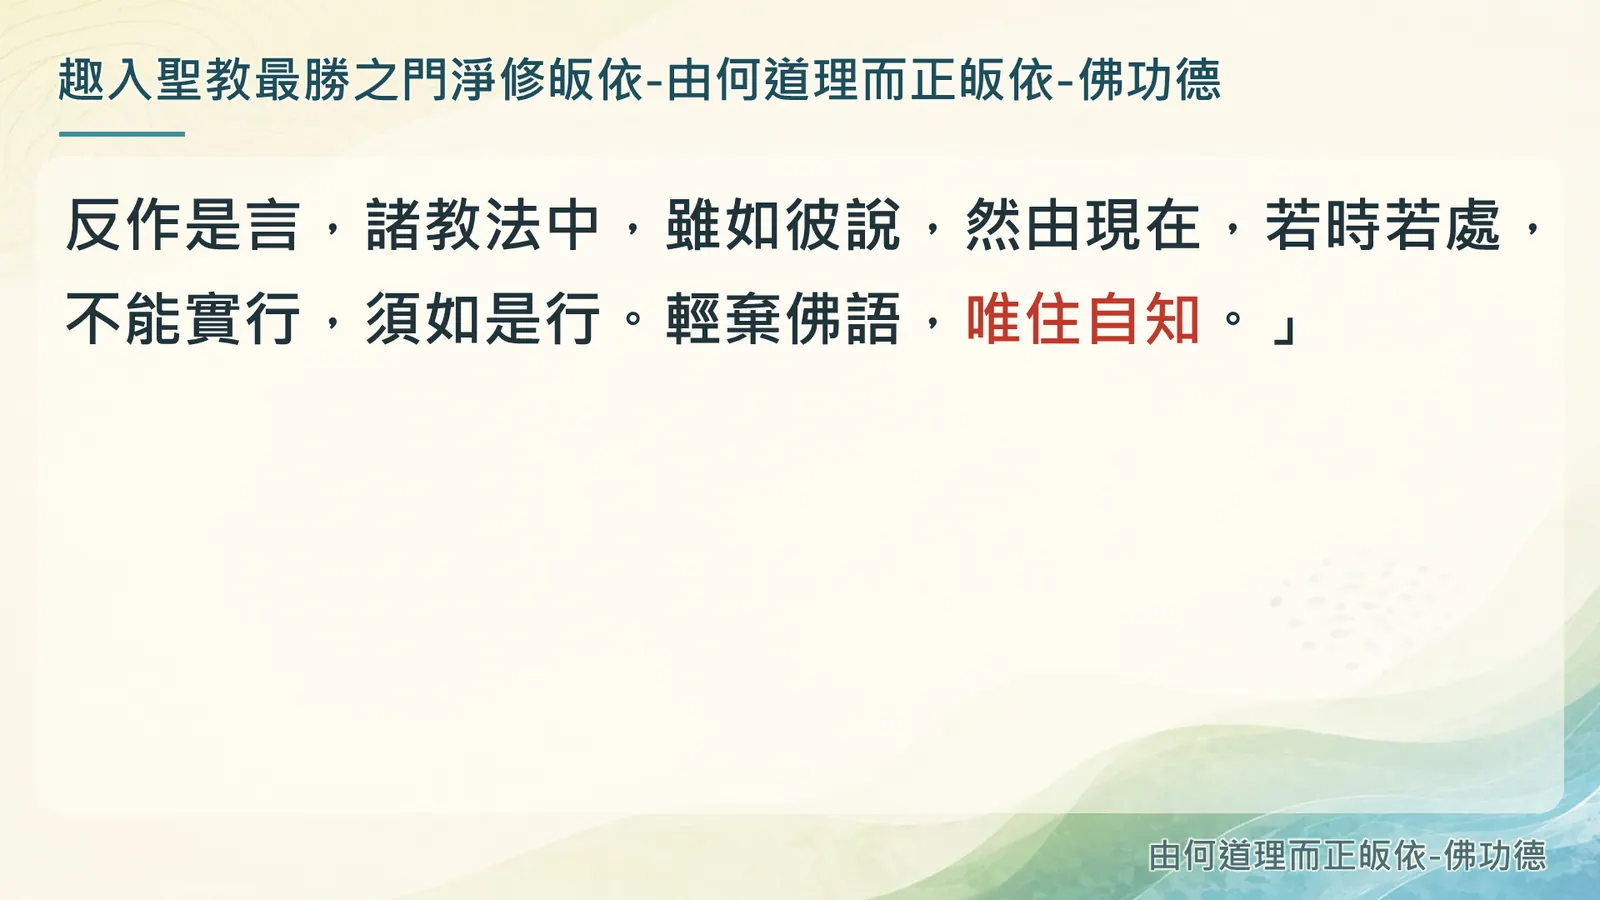 趣入聖教最勝之門淨修皈依-由何道理而正皈依-佛功德
反作是言，諸教法中，雖如彼說，然由現在，若時若處，
不能實行，須如是行。輕棄佛語，唯住自知。」
由何道理而正皈依-佛功德